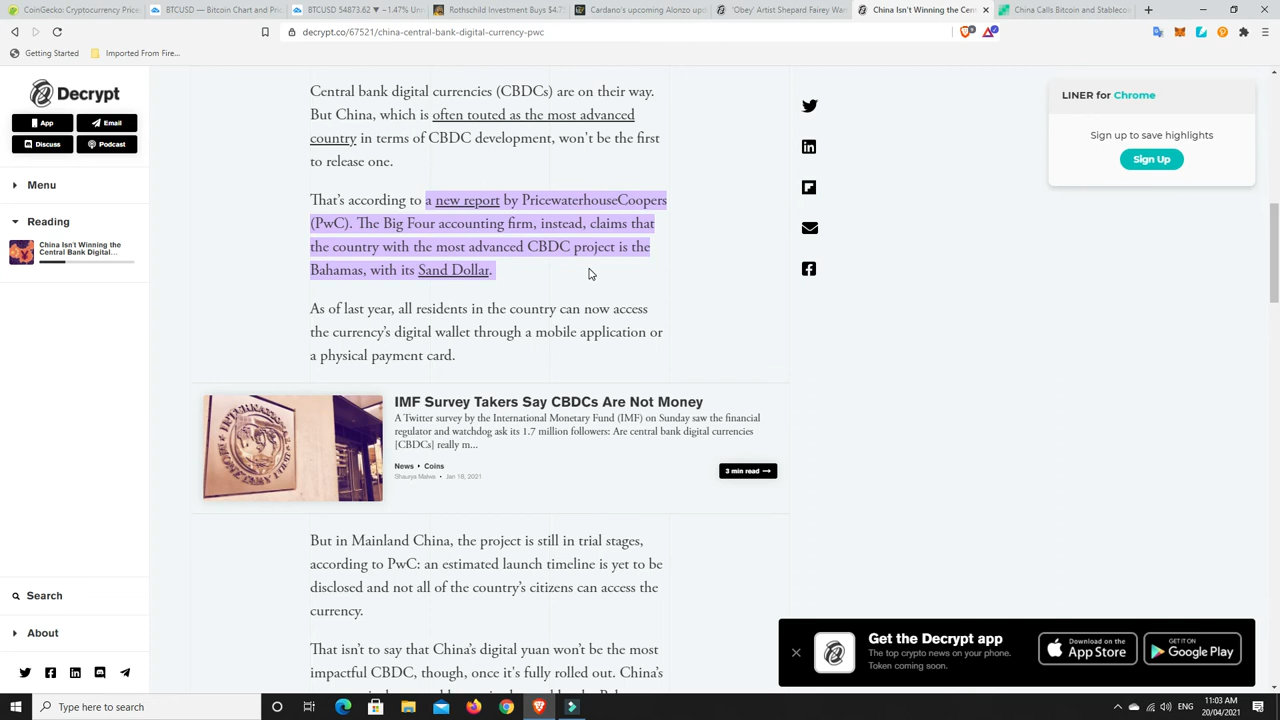 CoinGecko: Cryptocurrency Price
BTCUSD — Bitcoin Chart and Pri
BTCUSD 54873.62 ▼ −1.47% Un
Rothschild Investment Buys $4.7
Cardano's upcoming Alonzo up
'Obey' Artist Shepard Fairey Wan
China Isn't Winning the Cen
China Calls Bitcoin and Stablecoi
decrypt.co/67521/china-central-bank-digital-currency-pwc
Getting Started
Imported From Fire...
Decrypt
App
Email
Discuss
Podcast
Menu
Reading
China Isn't Winning the
Central Bank Digital...
Search
About
Central bank digital currencies (CBDCs) are on their way.
But China, which is often touted as the most advanced
country in terms of CBDC development, won't be the first
to release one.
That's according to a new report by PricewaterhouseCoopers
(PwC). The Big Four accounting firm, instead, claims that
the country with the most advanced CBDC project is the
Bahamas, with its Sand Dollar.
As of last year, all residents in the country can now access
the currency's digital wallet through a mobile application or
a physical payment card.
IMF Survey Takers Say CBDCs Are Not Money
A Twitter survey by the International Monetary Fund (IMF) on Sunday saw the financial
regulator and watchdog ask its 1.7 million followers: Are central bank digital currencies
[CBDCs] really m...
News • Coins
Shaurya Malwa • Jan 18, 2021
3 min read →
But in Mainland China, the project is still in trial stages,
according to PwC: an estimated launch timeline is yet to be
disclosed and not all of the country's citizens can access the
currency.
That isn't to say that China's digital yuan won't be the most
impactful CBDC, though, once it's fully rolled out. China's
LINER for Chrome
Sign up to save highlights
Sign Up
Get the Decrypt app
The top crypto news on your phone.
Token coming soon.
Download on the
App Store
GET IT ON
Google Play
Type here to search
ENG
11:03 AM
20/04/2021